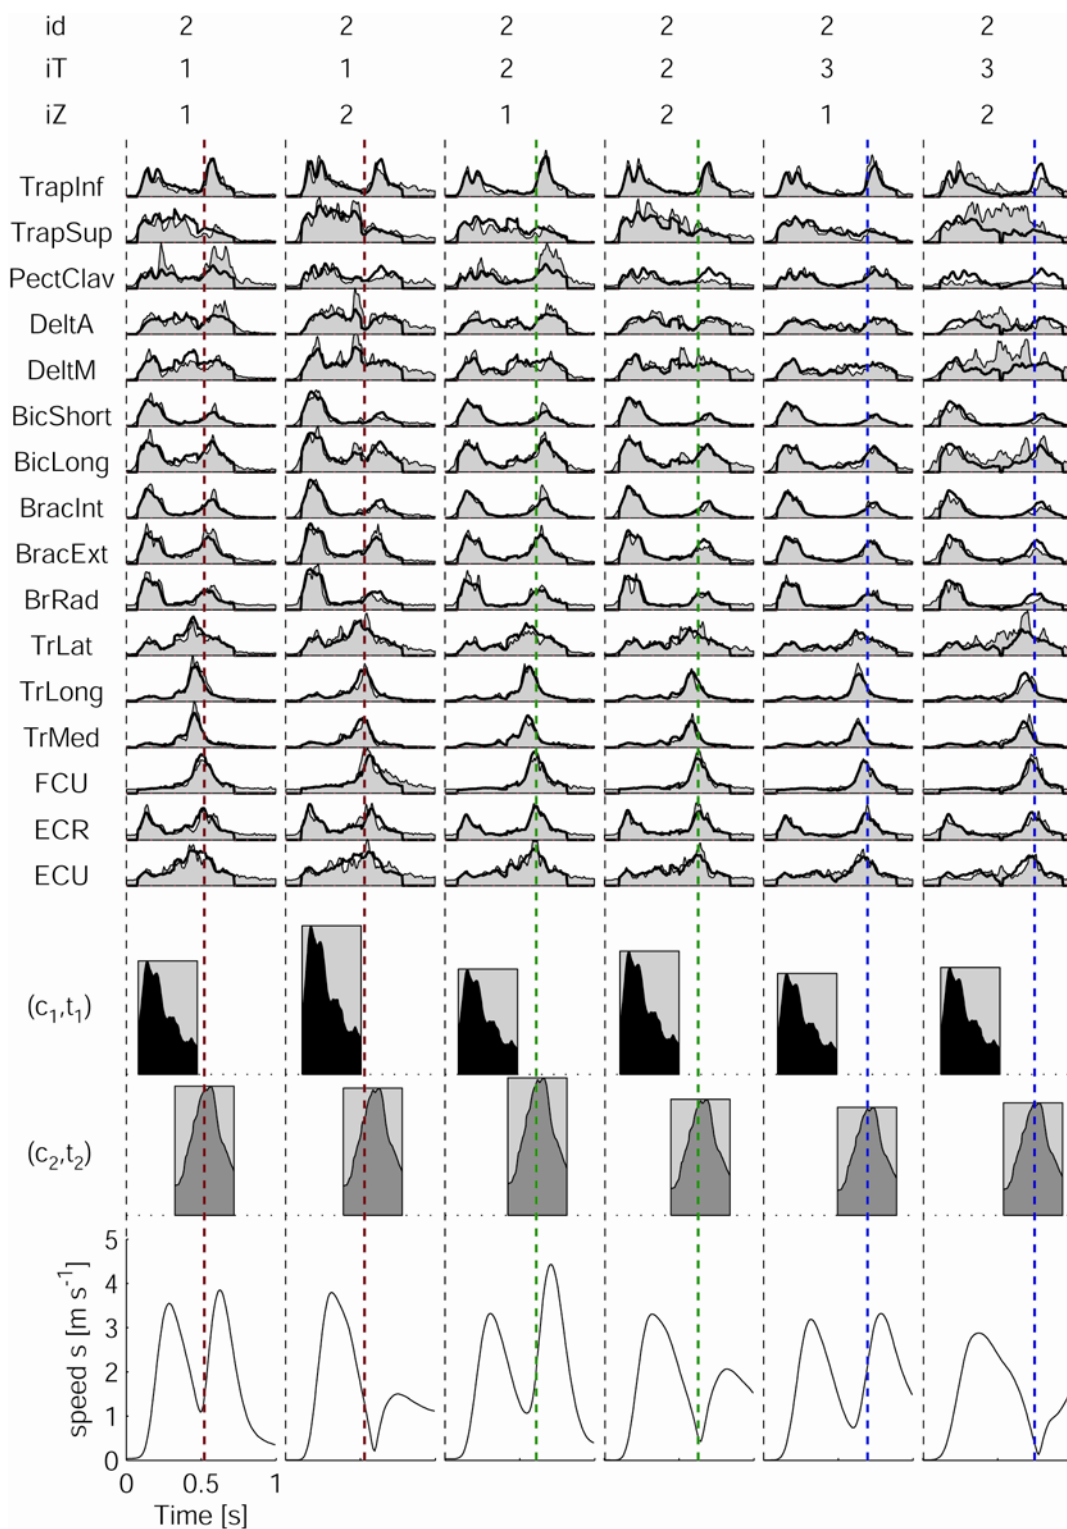 id 2 2 2 2 2 2
iT 1 1 2 2 3 3
iZ 1 2 1 2 1 2
TrapInf
TrapSup
PectClav
DeltA
DeltM
BicShort
BicLong
BracInt
BracExt
BrRad
TrLat
TrLong
TrMed
FCU
ECR
ECU
(c1,t1)
(c2,t2)
speed s [m s-1]
5
4
3
2
1
0
0 0.5 1
Time [s]